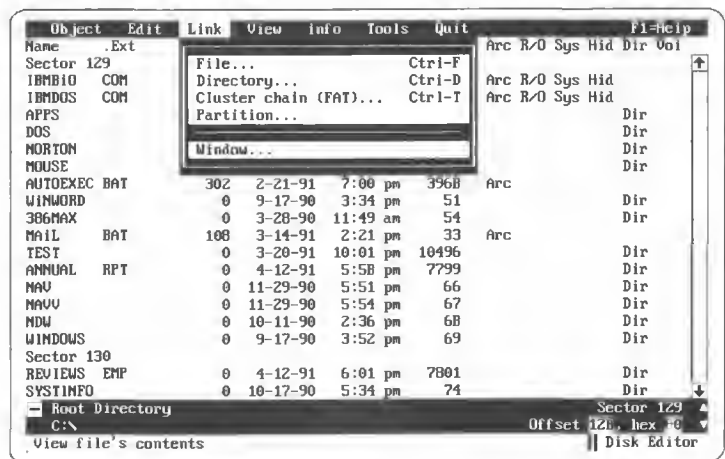 Object Edit Link View info Tools Quit F1=Help
Name .Ext Arc R/O Sys Hid Dir Vol
Sector 129
File... Ctrl-F
IBMBIO COM Directory... Ctrl-D Arc R/O Sys Hid
IBMDOS COM Cluster chain (FAT)... Ctrl-T Arc R/O Sys Hid
APPS Partition... Dir
DOS Dir
NORTON Window... Dir
MOUSE Dir
AUTOEXEC BAT 302 2-21-91 7:00 pm 3968 Arc
WINWORD 0 9-17-90 3:34 pm 51 Dir
386MAX 0 3-28-90 11:49 am 54 Dir
MAIL BAT 108 3-14-91 2:21 pm 33 Arc
TEST 0 3-20-91 10:01 pm 10496 Dir
ANNUAL RPT 0 4-12-91 5:58 pm 7799 Dir
NAV 0 11-29-90 5:51 pm 66 Dir
NAVV 0 11-29-90 5:54 pm 67 Dir
NDW 0 10-11-90 2:36 pm 68 Dir
WINDOWS 0 9-17-90 3:52 pm 69 Dir
Sector 130
REVIEWS EMP 0 4-12-91 6:01 pm 7801 Dir
SYSTINFO 0 10-17-90 5:34 pm 74 Dir
Root Directory Sector 129
C:\ Offset 128, hex 80
View file's contents Disk Editor